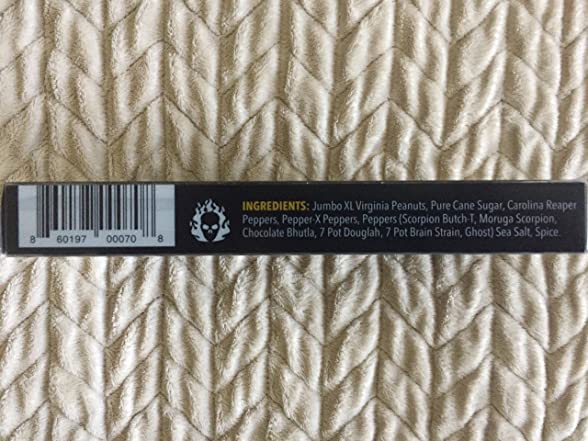 INGREDIENTS: Jumbo XL Virginia Peanuts, Pure Cane Sugar, Carolina Reaper
Peppers, Pepper-X Peppers, Peppers (Scorpion Butch-T, Moruga Scorpion,
Chocolate Bhutla, 7 Pot Douglah, 7 Pot Brain Strain, Ghost) Sea Salt, Spice.
8 60197 00070 8